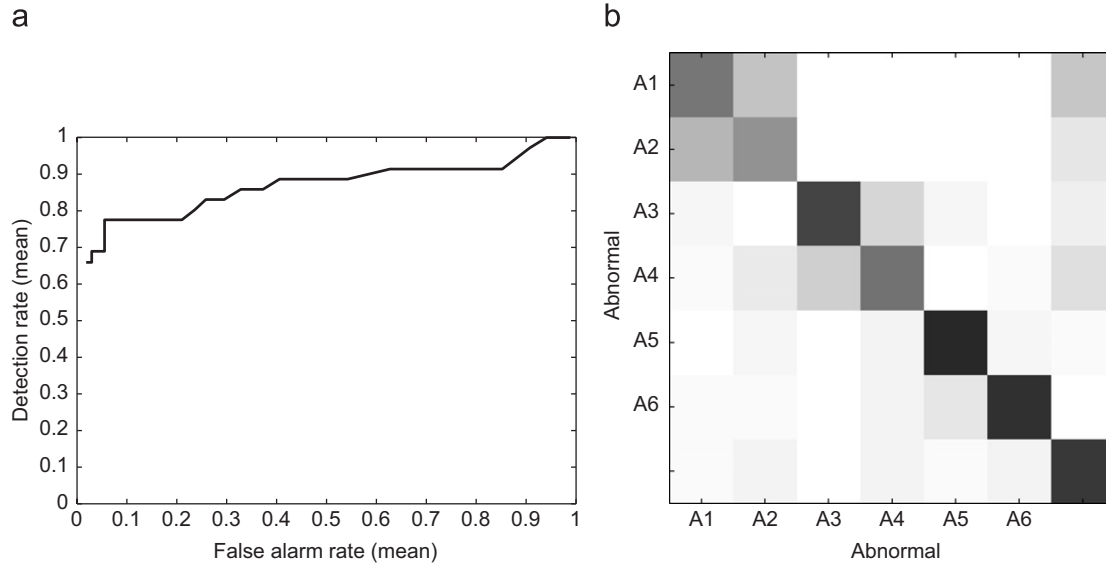 a
1
0.9
0.8
0.7
0.6
0.5
0.4
0.3
0.2
0.1
0
Detection rate (mean)
0 0.1 0.2 0.3 0.4 0.5 0.6 0.7 0.8 0.9 1
False alarm rate (mean)
b
A1
A2
A3
A4
A5
A6
Abnormal
A1 A2 A3 A4 A5 A6
Abnormal